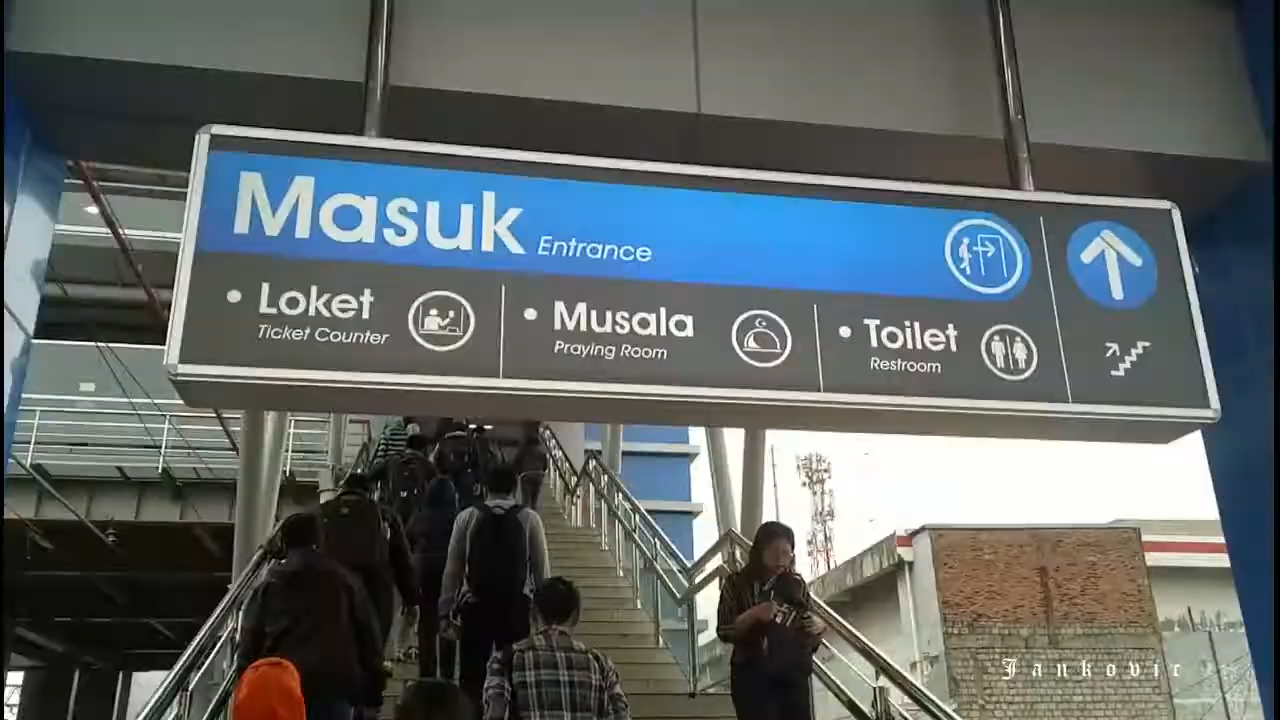 Masuk Entrance
• Loket
Ticket Counter
• Musala
Praying Room
• Toilet
Restroom
Jankovic